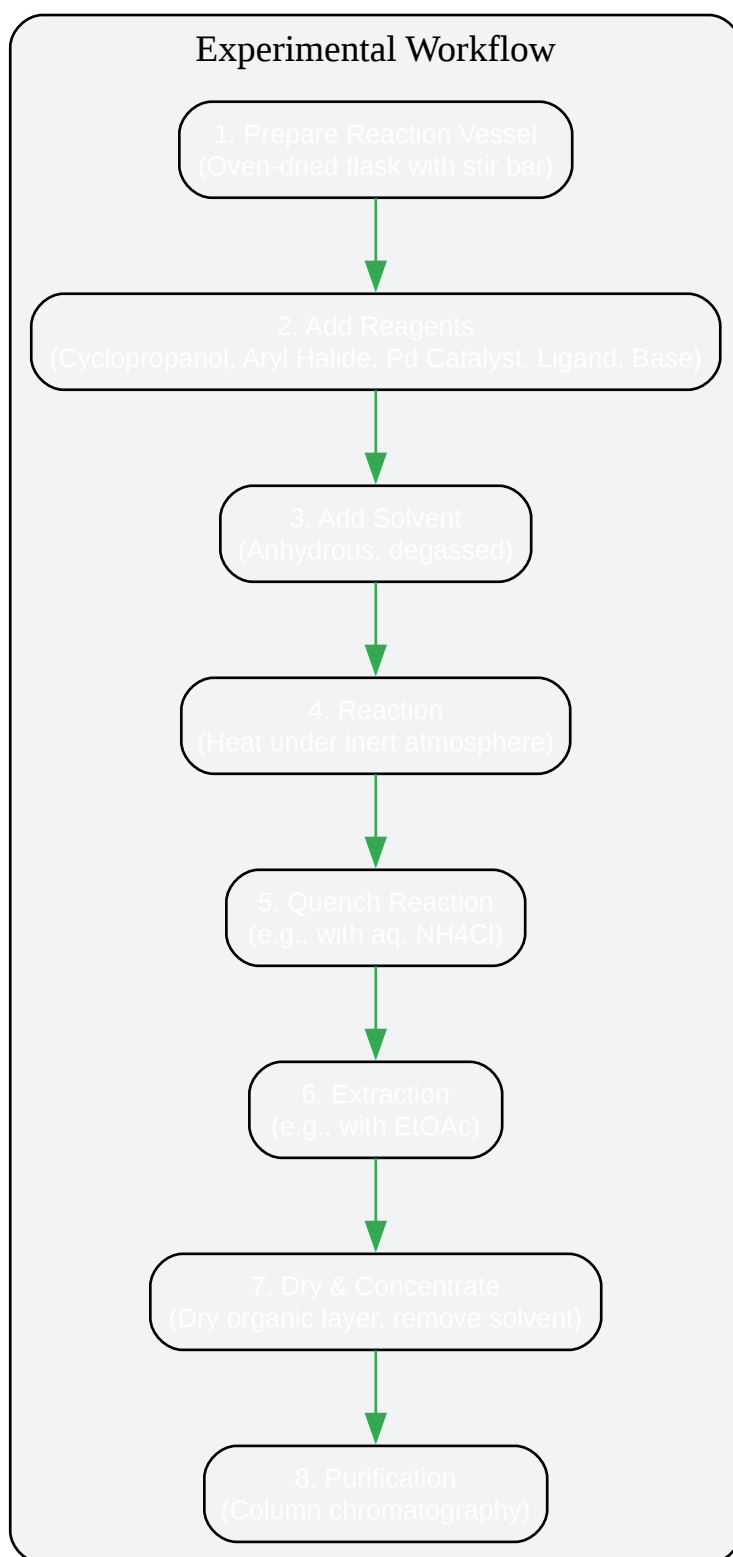 Experimental Workflow
1. Prepare Reaction Vessel
(Oven-dried flask with stir bar)
2. Add Reagents
(Cyclopropanol, Aryl Halide, Pd Catalyst, Ligand, Base)
3. Add Solvent
(Anhydrous, degassed)
4. Reaction
(Heat under inert atmosphere)
5. Quench Reaction
(e.g., with aq. NH4Cl)
6. Extraction
(e.g., with EtOAc)
7. Dry & Concentrate
(Dry organic layer, remove solvent)
8. Purification
(Column chromatography)